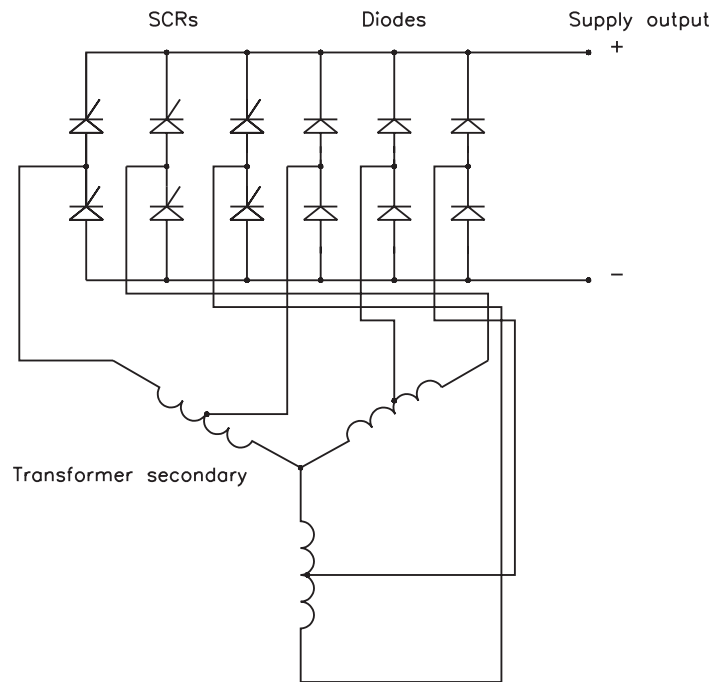 SCRs
Diodes
Supply output
+
−
Transformer secondary